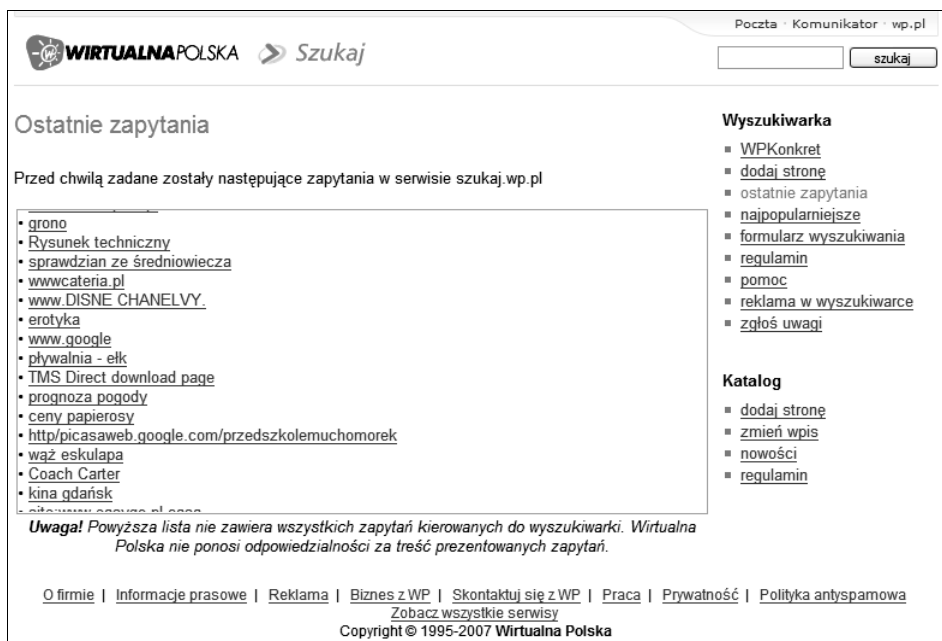 Poczta · Komunikator · wp.pl
WIRTUALNAPOLSKA Szukaj
szukaj
Ostatnie zapytania
Przed chwilą zadane zostały następujące zapytania w serwisie szukaj.wp.pl
• grono
• Rysunek techniczny
• sprawdzian ze średniowiecza
• wwwcateria.pl
• www.DISNE CHANELVY.
• erotyka
• www.google
• pływalnia - ełk
• TMS Direct download page
• prognoza pogody
• ceny papierosy
• http/picasaweb.google.com/przedszkolemuchomorek
• wąż eskulapa
• Coach Carter
• kina gdańsk
Uwaga! Powyższa lista nie zawiera wszystkich zapytań kierowanych do wyszukiwarki. Wirtualna
Polska nie ponosi odpowiedzialności za treść prezentowanych zapytań.
Wyszukiwarka
WPKonkret
dodaj stronę
ostatnie zapytania
najpopularniejsze
formularz wyszukiwania
regulamin
pomoc
reklama w wyszukiwarce
zgłoś uwagi
Katalog
dodaj stronę
zmień wpis
nowości
regulamin
O firmie | Informacje prasowe | Reklama | Biznes z WP | Skontaktuj się z WP | Praca | Prywatność | Polityka antyspamowa
Zobacz wszystkie serwisy
Copyright © 1995-2007 Wirtualna Polska